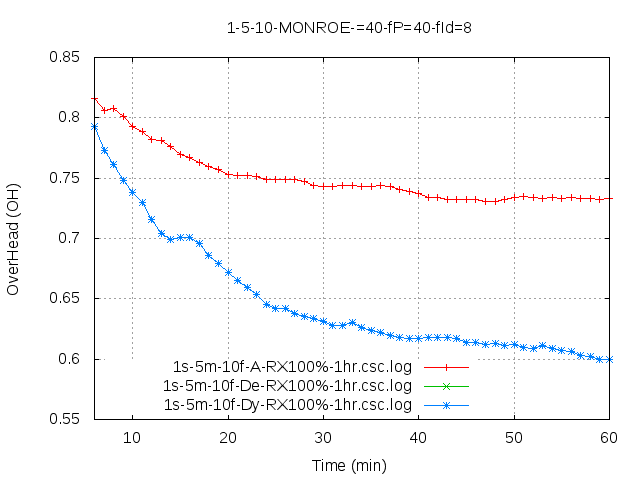 1-5-10-MONROE-=40-fP=40-fId=8
0.85
0.8
0.75
0.7
0.65
0.6
0.55
OverHead (OH)
1s-5m-10f-A-RX100%-1hr.csc.log
1s-5m-10f-De-RX100%-1hr.csc.log
1s-5m-10f-Dy-RX100%-1hr.csc.log
10 20 30 40 50 60
Time (min)